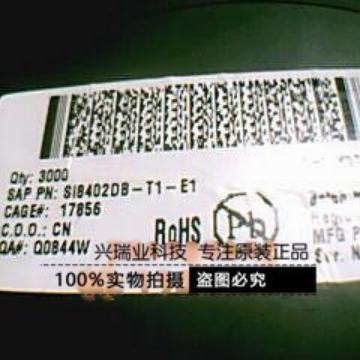 Qty: 3000
SAP PN: SI8402DB-T1-E1
CAGE#: 17856
C.O.O.: CN
QA#: Q0844W
RoHS
Pb
MFG P
兴瑞业科技 专注原装正品
100%实物拍摄 盗图必究